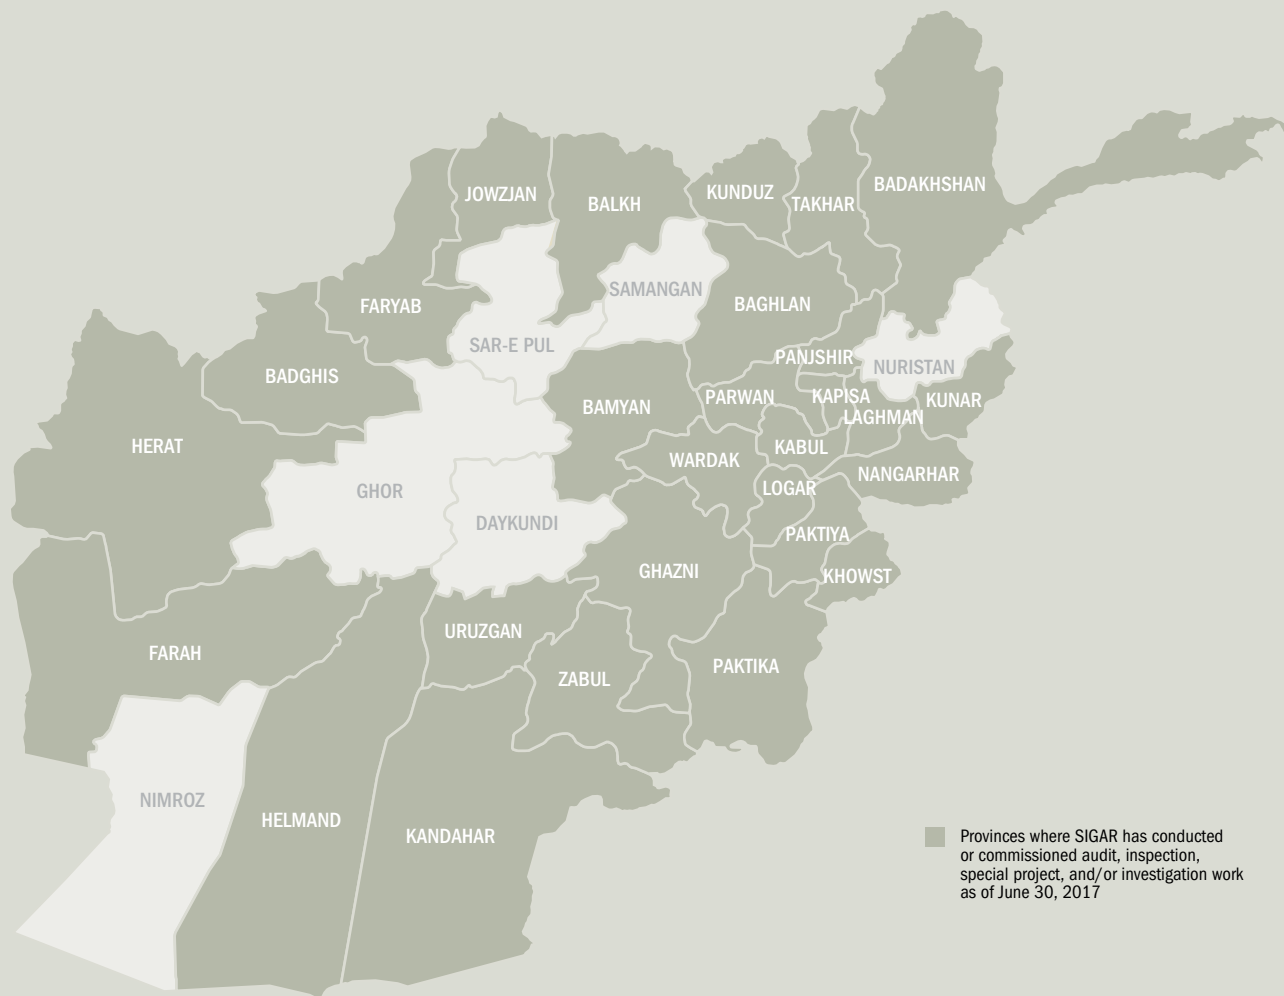 BADAKHSHAN
JOWZJAN
KUNDUZ
BALKH
TAKHAR
SAMANGAN
FARYAB
BAGHLAN
SAR-E PUL
PANJSHIR
NURISTAN
BADGHIS
PARWAN
KAPISA
KUNAR
BAMYAN
LAGHMAN
HERAT
KABUL
WARDAK
NANGARHAR
LOGAR
GHOR
DAYKUNDI
PAKTIYA
GHAZNI
KHOWST
URUZGAN
FARAH
PAKTIKA
ZABUL
NIMROZ
HELMAND
KANDAHAR
Provinces where SIGAR has conducted
or commissioned audit, inspection,
special project, and/or investigation work
as of June 30, 2017